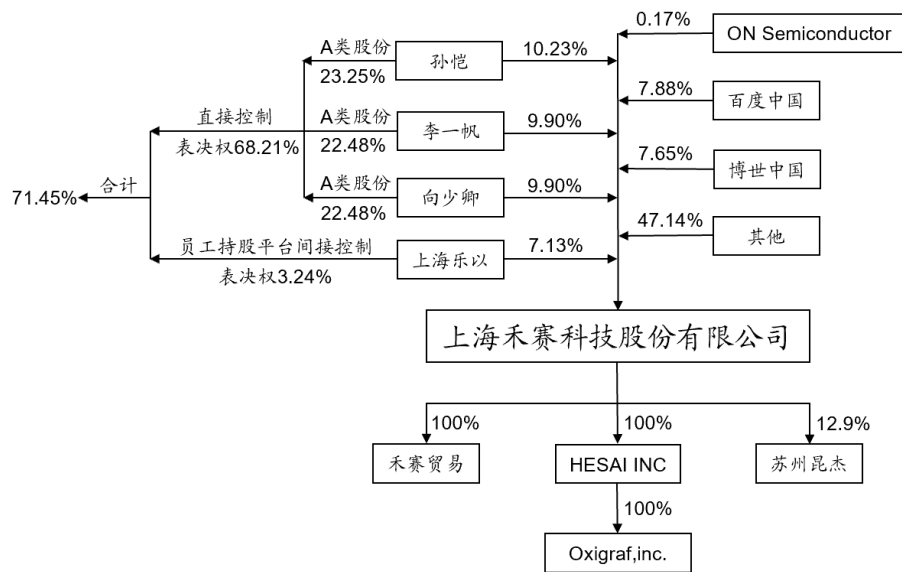 0.17%
ON Semiconductor
A类股份
23.25%
孙恺
10.23%
7.88%
百度中国
直接控制
表决权68.21%
A类股份
22.48%
李一帆
9.90%
7.65%
博世中国
71.45%
合计
A类股份
22.48%
向少卿
9.90%
47.14%
其他
员工持股平台间接控制
表决权3.24%
上海乐以
7.13%
上海禾赛科技股份有限公司
100%
100%
12.9%
禾赛贸易
HESAI INC
苏州昆杰
100%
Oxigraf,inc.